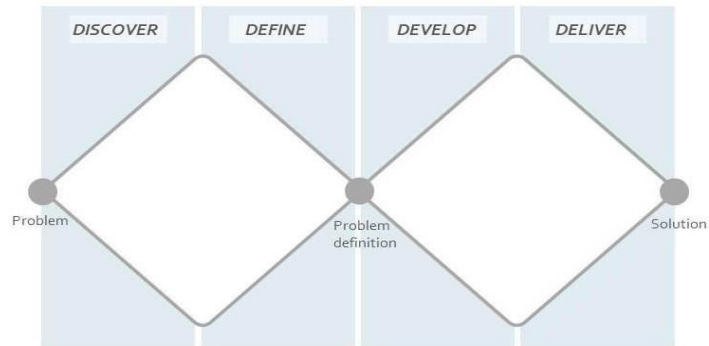 DISCOVER
DEFINE
DEVELOP
DELIVER
Problem
Problem
definition
Solution